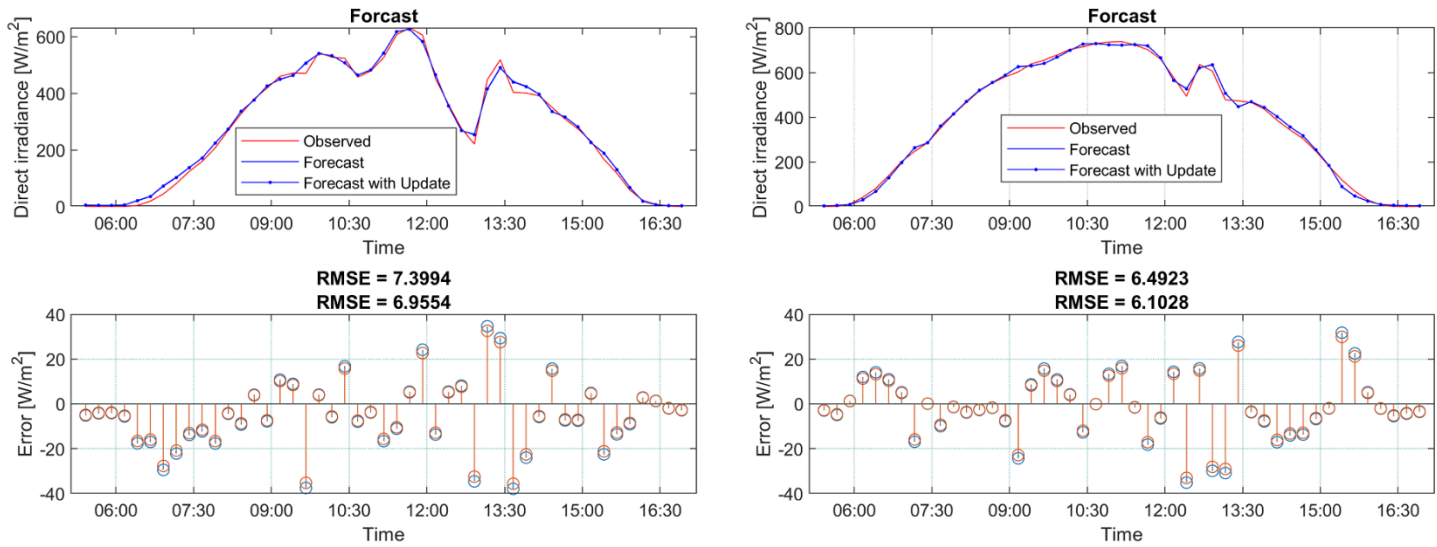 Forcast
Direct irradiance [W/m²]
600
400
200
0
Observed
Forecast
Forecast with Update
06:00 07:30 09:00 10:30 12:00 13:30 15:00 16:30
Time
Forcast
Direct irradiance [W/m²]
800
600
400
200
0
Observed
Forecast
Forecast with Update
06:00 07:30 09:00 10:30 12:00 13:30 15:00 16:30
Time
RMSE = 7.3994
RMSE = 6.9554
Error [W/m²]
40
20
0
-20
-40
06:00 07:30 09:00 10:30 12:00 13:30 15:00 16:30
Time
RMSE = 6.4923
RMSE = 6.1028
Error [W/m²]
40
20
0
-20
-40
06:00 07:30 09:00 10:30 12:00 13:30 15:00 16:30
Time